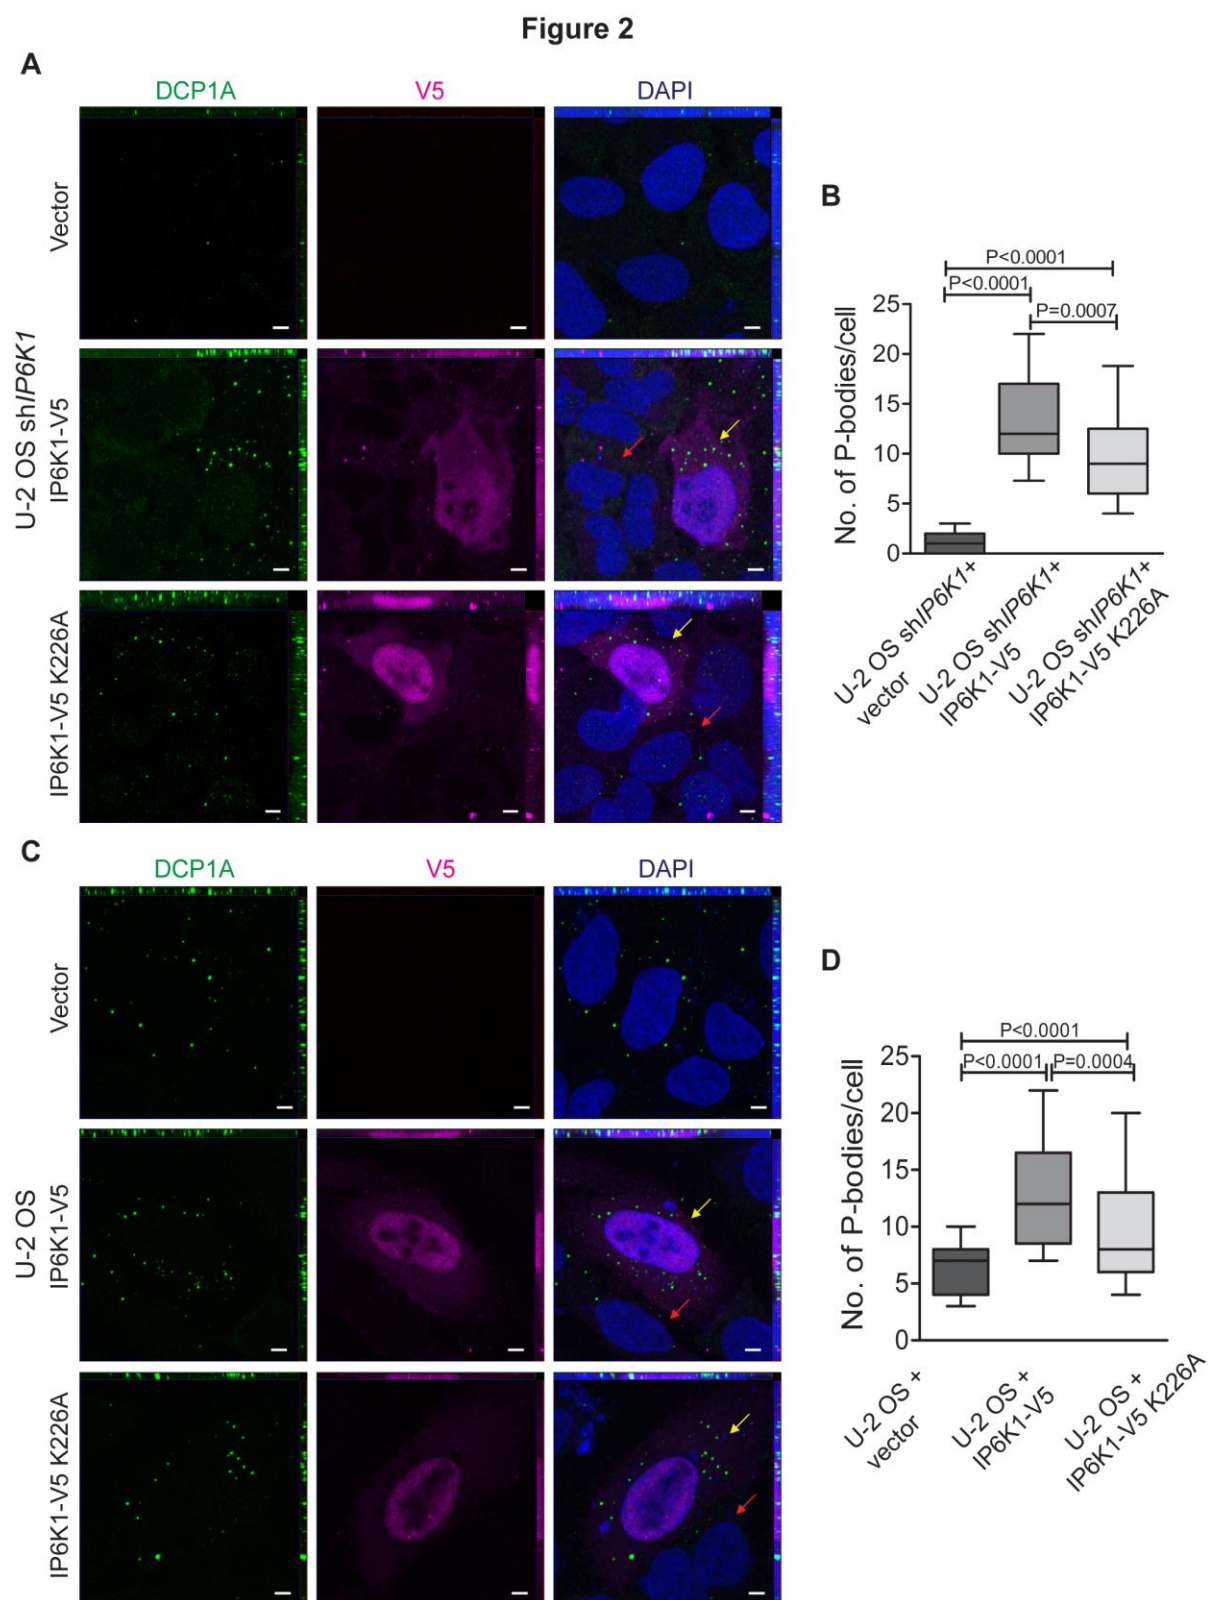 Figure 2
A
DCP1A
V5
DAPI
U-2 OS shIP6K1
Vector
IP6K1-V5
IP6K1-V5 K226A
B
P<0.0001
P<0.0001
P=0.0007
No. of P-bodies/cell
25
20
15
10
5
0
U-2 OS shIP6K1+
vector
U-2 OS shIP6K1+
IP6K1-V5
U-2 OS shIP6K1+
IP6K1-V5 K226A
C
DCP1A
V5
DAPI
U-2 OS
Vector
IP6K1-V5
IP6K1-V5 K226A
D
P<0.0001
P<0.0001
P=0.0004
No. of P-bodies/cell
25
20
15
10
5
0
U-2 OS +
vector
U-2 OS +
IP6K1-V5
U-2 OS +
IP6K1-V5 K226A